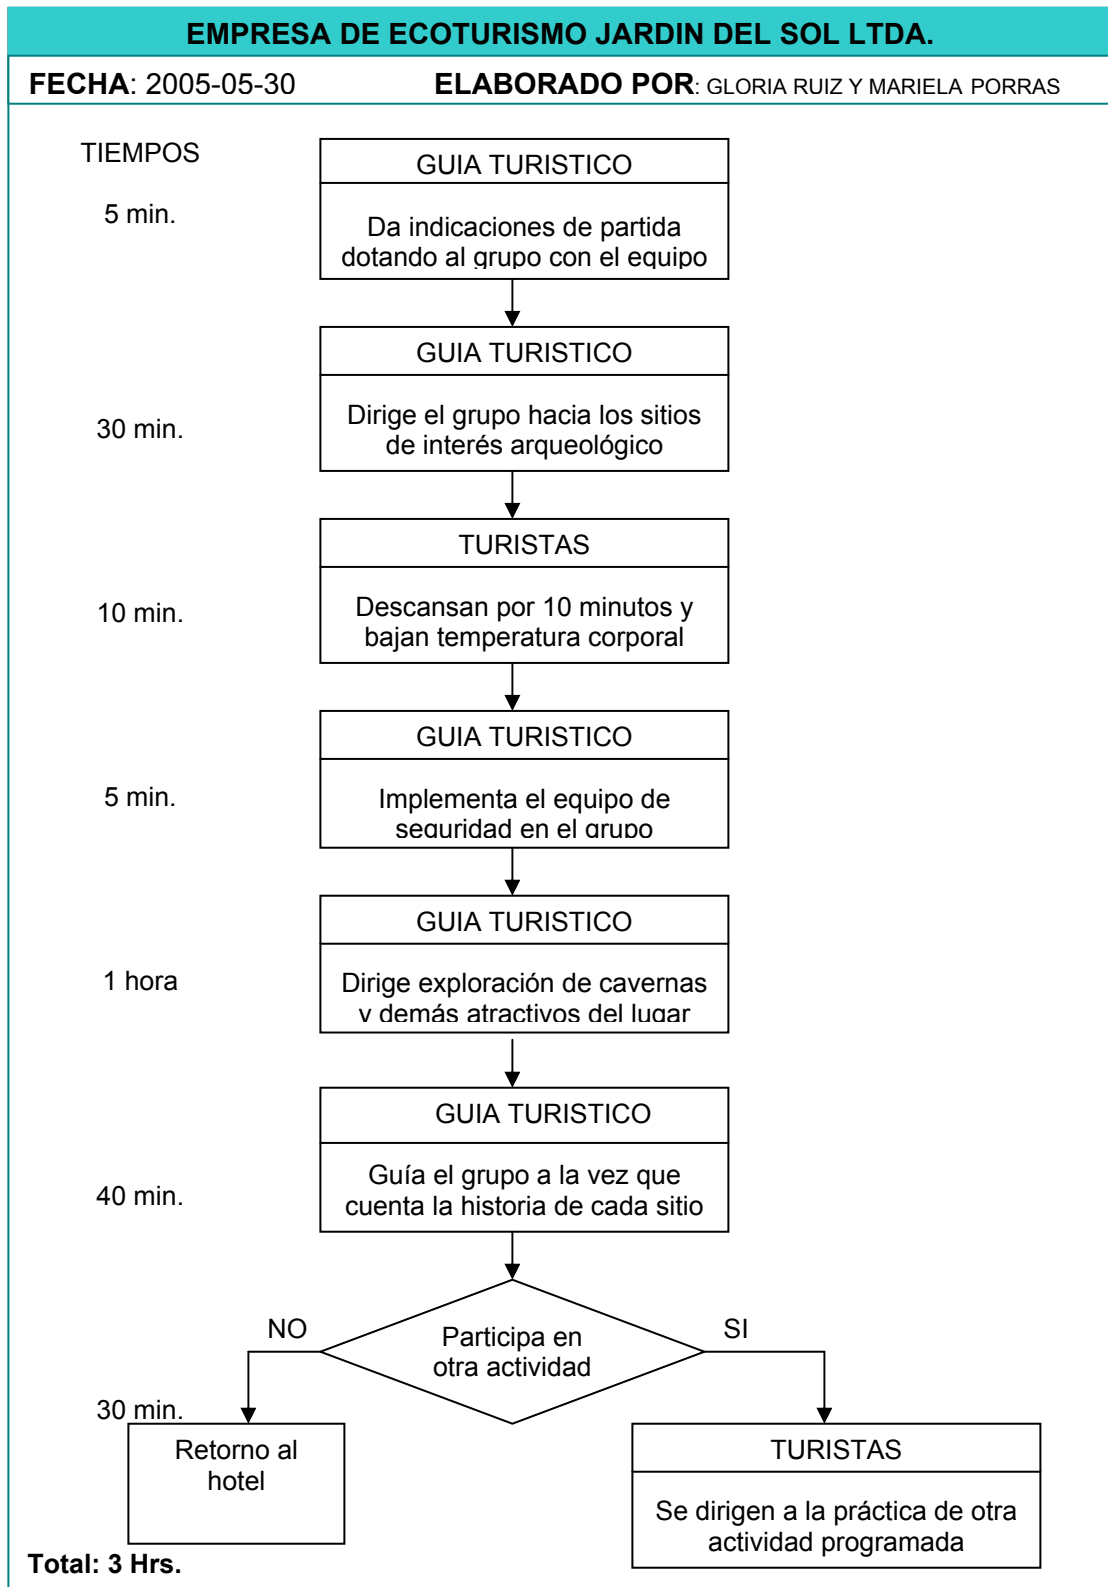 EMPRESA DE ECOTURISMO JARDIN DEL SOL LTDA.
FECHA: 2005-05-30 ELABORADO POR: GLORIA RUIZ Y MARIELA PORRAS
TIEMPOS
GUIA TURISTICO
5 min.
Da indicaciones de partida
dotando al grupo con el equipo
GUIA TURISTICO
30 min.
Dirige el grupo hacia los sitios
de interés arqueológico
TURISTAS
10 min.
Descansan por 10 minutos y
bajan temperatura corporal
GUIA TURISTICO
5 min.
Implementa el equipo de
seguridad en el grupo
GUIA TURISTICO
1 hora
Dirige exploración de cavernas
y demás atractivos del lugar
GUIA TURISTICO
40 min.
Guía el grupo a la vez que
cuenta la historia de cada sitio
NO
Participa en
otra actividad
SI
30 min.
Retorno al
hotel
TURISTAS
Se dirigen a la práctica de otra
actividad programada
Total: 3 Hrs.